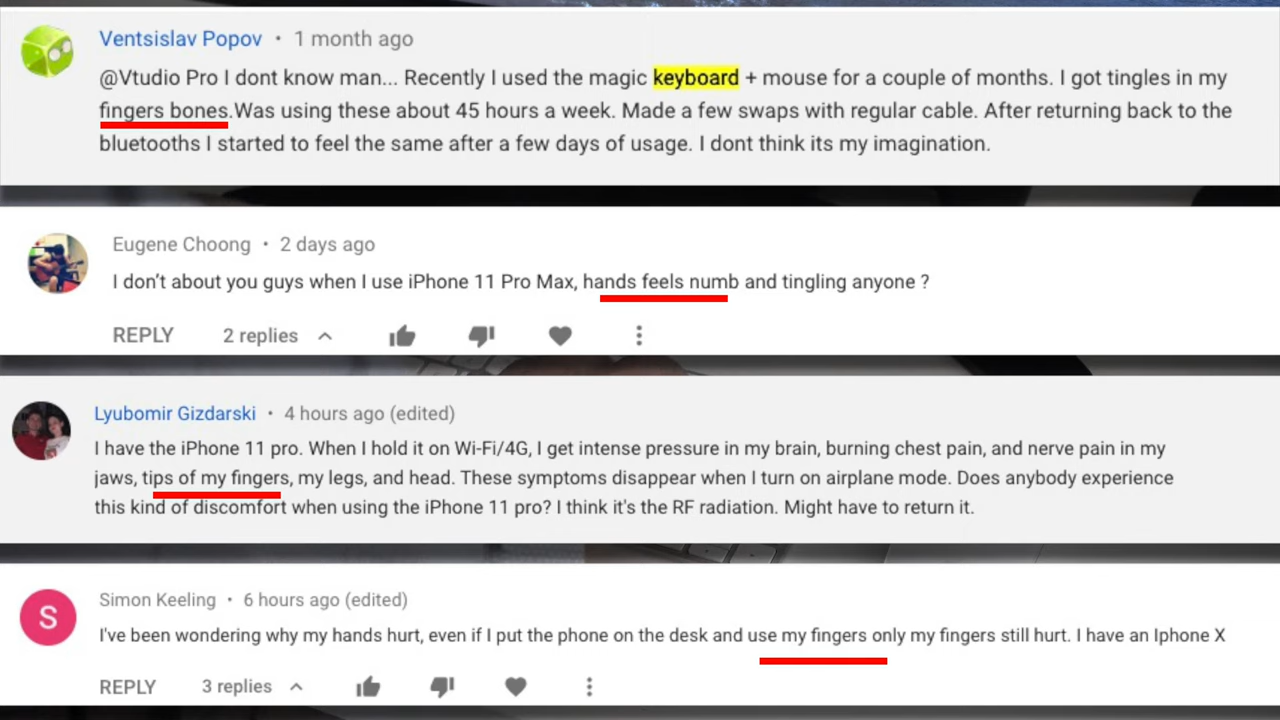 Ventsislav Popov • 1 month ago
@Vtudio Pro I dont know man... Recently I used the magic keyboard + mouse for a couple of months. I got tingles in my
fingers bones.Was using these about 45 hours a week. Made a few swaps with regular cable. After returning back to the
bluetooths I started to feel the same after a few days of usage. I dont think its my imagination.
Eugene Choong • 2 days ago
I don't about you guys when I use iPhone 11 Pro Max, hands feels numb and tingling anyone ?
REPLY 2 replies
Lyubomir Gizdarski • 4 hours ago (edited)
I have the iPhone 11 pro. When I hold it on Wi-Fi/4G, I get intense pressure in my brain, burning chest pain, and nerve pain in my
jaws, tips of my fingers, my legs, and head. These symptoms disappear when I turn on airplane mode. Does anybody experience
this kind of discomfort when using the iPhone 11 pro? I think it's the RF radiation. Might have to return it.
S
Simon Keeling • 6 hours ago (edited)
I've been wondering why my hands hurt, even if I put the phone on the desk and use my fingers only my fingers still hurt. I have an Iphone X
REPLY 3 replies